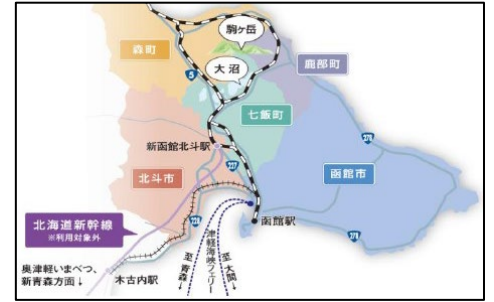 駒ヶ岳
森町
鹿部町
大沼
5
七飯町
278
新函館北斗駅
227
北斗市
函館市
228
北海道新幹線
※利用対象外
函館駅
278
津軽海峡フェリー
至青森
至大間
奥津軽いまべつ、
新青森方面
木古内駅